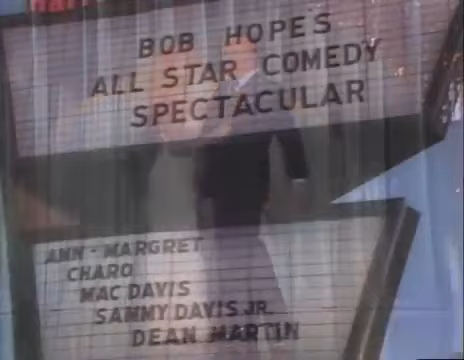 BOB HOPES
ALL STAR COMEDY
SPECTACULAR
ANN-MARGRET
CHARO
MAC DAVIS
SAMMY DAVIS JR.
DEAN MARTIN